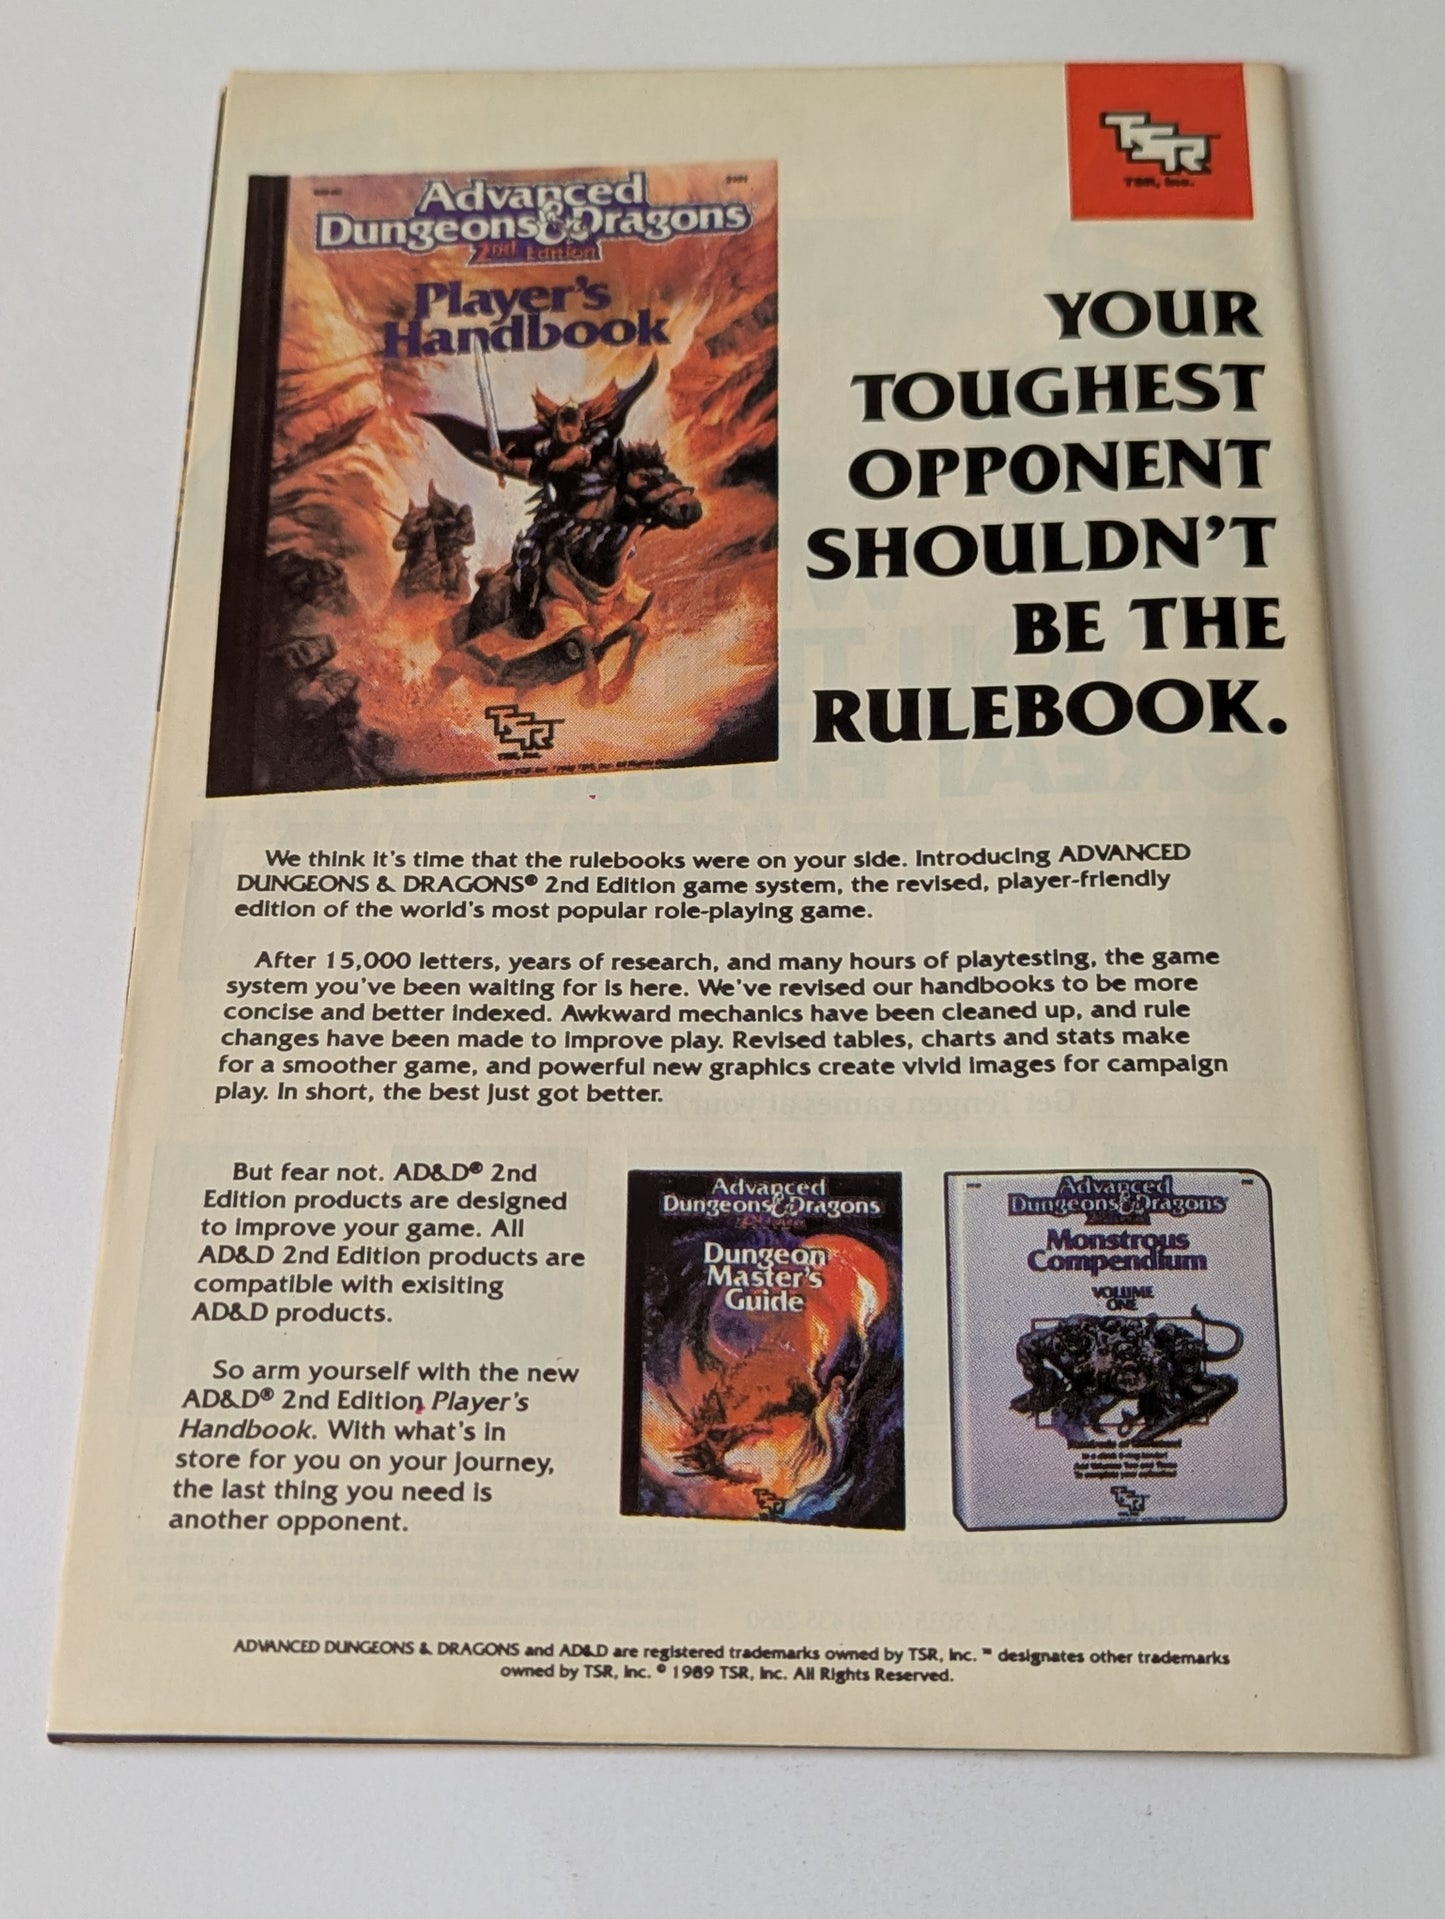 TSR
TSR, Inc.
Advanced
Dungeons & Dragons
2nd Edition
Player's
Handbook
TSR
TSR, Inc.
YOUR
TOUGHEST
OPPONENT
SHOULDN'T
BE THE
RULEBOOK.
We think it's time that the rulebooks were on your side. Introducing ADVANCED
DUNGEONS & DRAGONS® 2nd Edition game system, the revised, player-friendly
edition of the world's most popular role-playing game.
After 15,000 letters, years of research, and many hours of playtesting, the game
system you've been waiting for is here. We've revised our handbooks to be more
concise and better indexed. Awkward mechanics have been cleaned up, and rule
changes have been made to improve play. Revised tables, charts and stats make
for a smoother game, and powerful new graphics create vivid images for campaign
play. In short, the best just got better.
But fear not. AD&D® 2nd
Edition products are designed
to improve your game. All
AD&D 2nd Edition products are
compatible with exisiting
AD&D products.
So arm yourself with the new
AD&D® 2nd Edition Player's
Handbook. With what's in
store for you on your journey,
the last thing you need is
another opponent.
Advanced
Dungeons & Dragons
Dungeon
Master's
Guide
TSR
Advanced
Dungeons & Dragons
Monstrous
Compendium
VOLUME
ONE
TSR
ADVANCED DUNGEONS & DRAGONS and AD&D are registered trademarks owned by TSR, Inc. ™ designates other trademarks
owned by TSR, Inc. © 1989 TSR, Inc. All Rights Reserved.